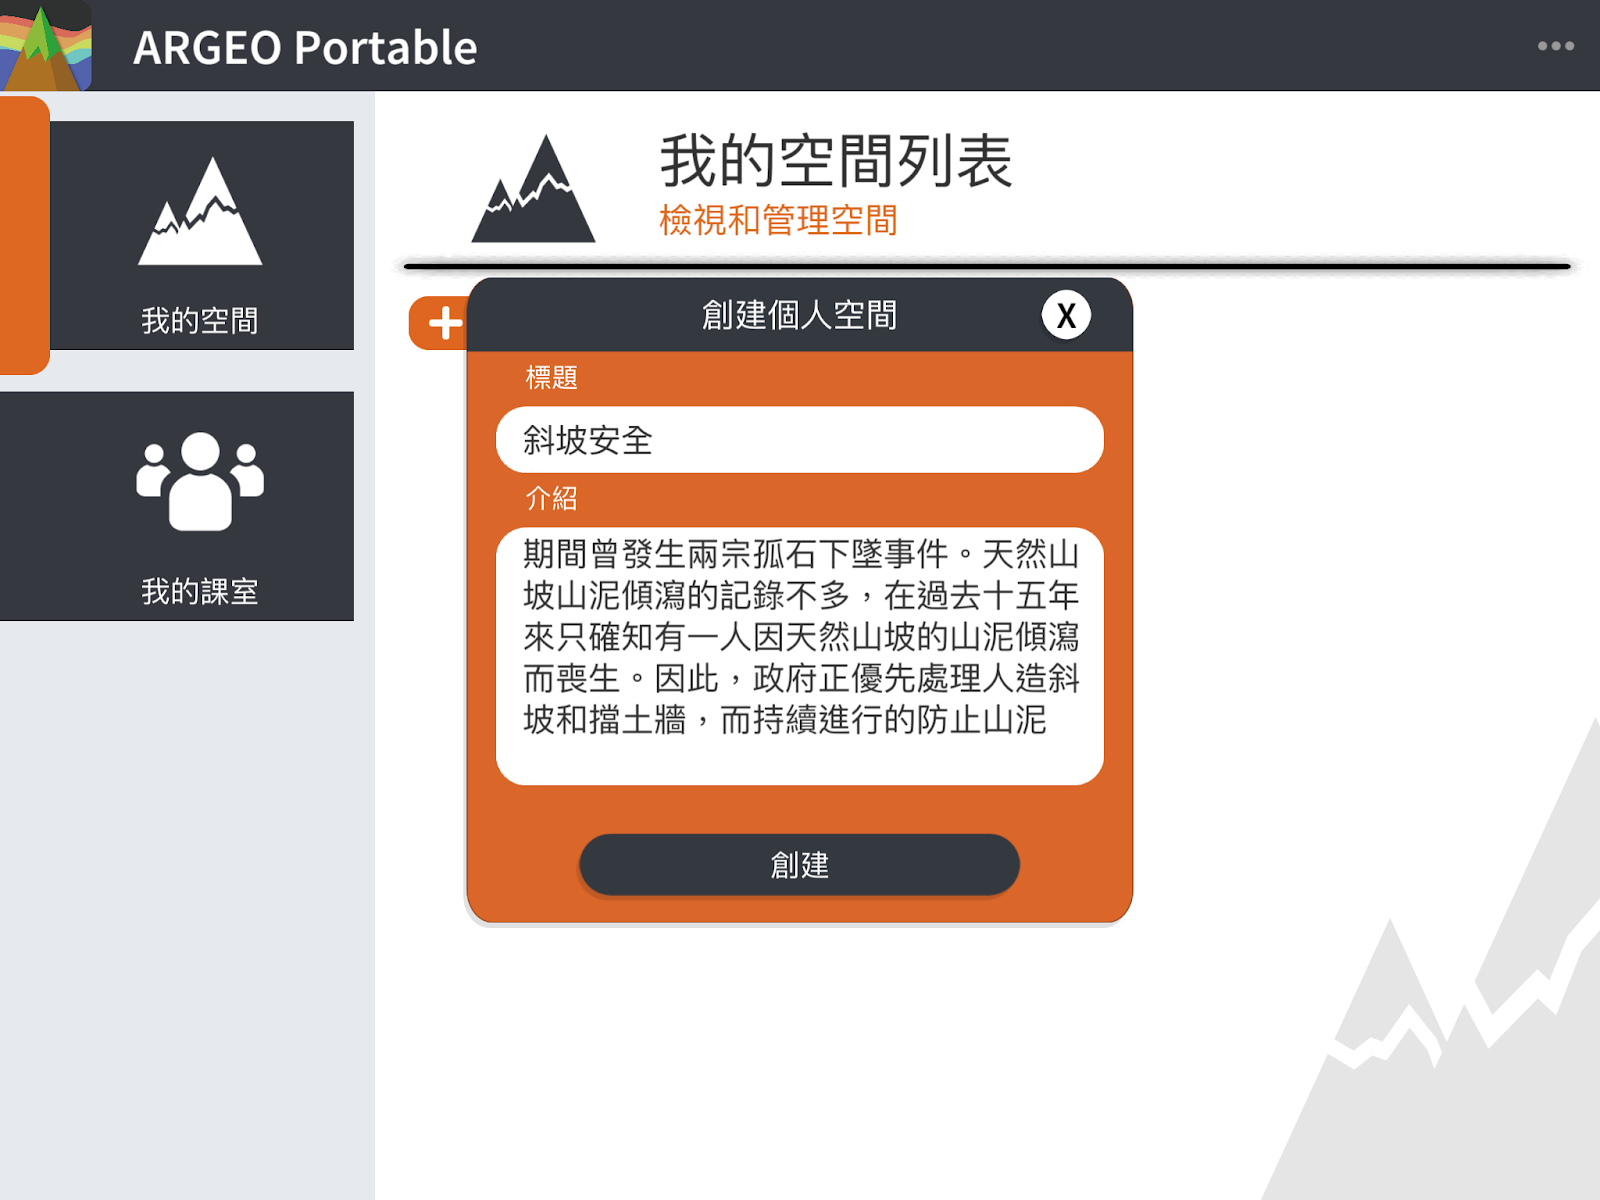 ARGEO Portable
我的空間
我的課室
我的空間列表
檢視和管理空間
創建個人空間
X
標題
斜坡安全
介紹
期間曾發生兩宗孤石下墜事件。天然山
坡山泥傾瀉的記錄不多，在過去十五年
來只確知有一人因天然山坡的山泥傾瀉
而喪生。因此，政府正優先處理人造斜
坡和擋土牆，而持續進行的防止山泥
創建